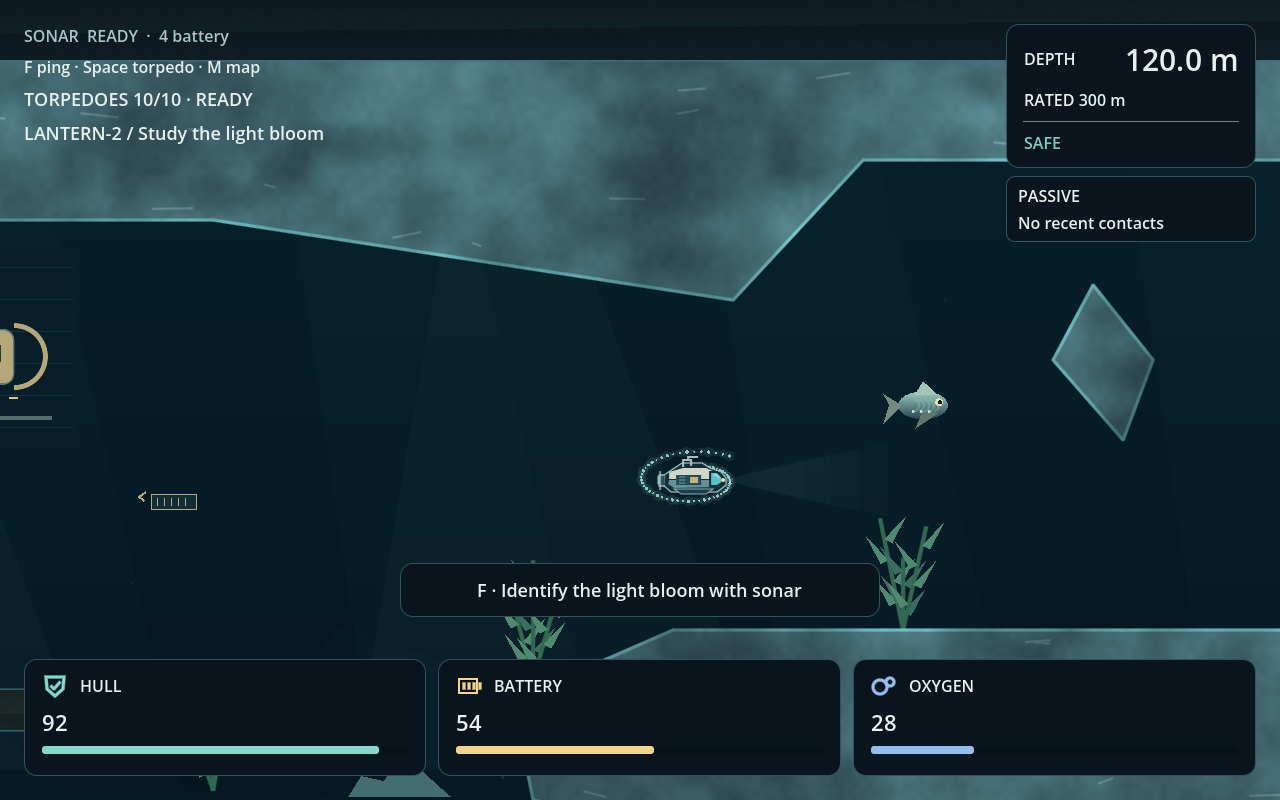 SONAR READY · 4 battery
F ping · Space torpedo · M map
TORPEDOES 10/10 · READY
LANTERN-2 / Study the light bloom
DEPTH 120.0 m
RATED 300 m
SAFE
PASSIVE
No recent contacts
F · Identify the light bloom with sonar
HULL
92
BATTERY
54
OXYGEN
28